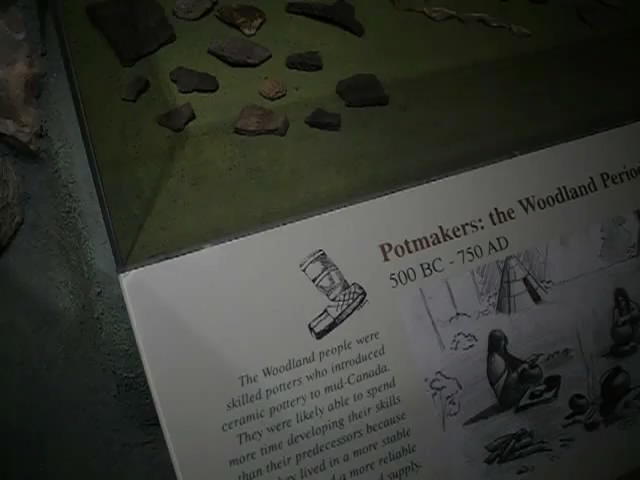 Potmakers: the Woodland Perio
500 BC - 750 AD
The Woodland people were
skilled potters who introduced
ceramic pottery to mid-Canada.
They were likely able to spend
more time developing their skills
than their predecessors because
they lived in a more stable
a more reliable
supply.